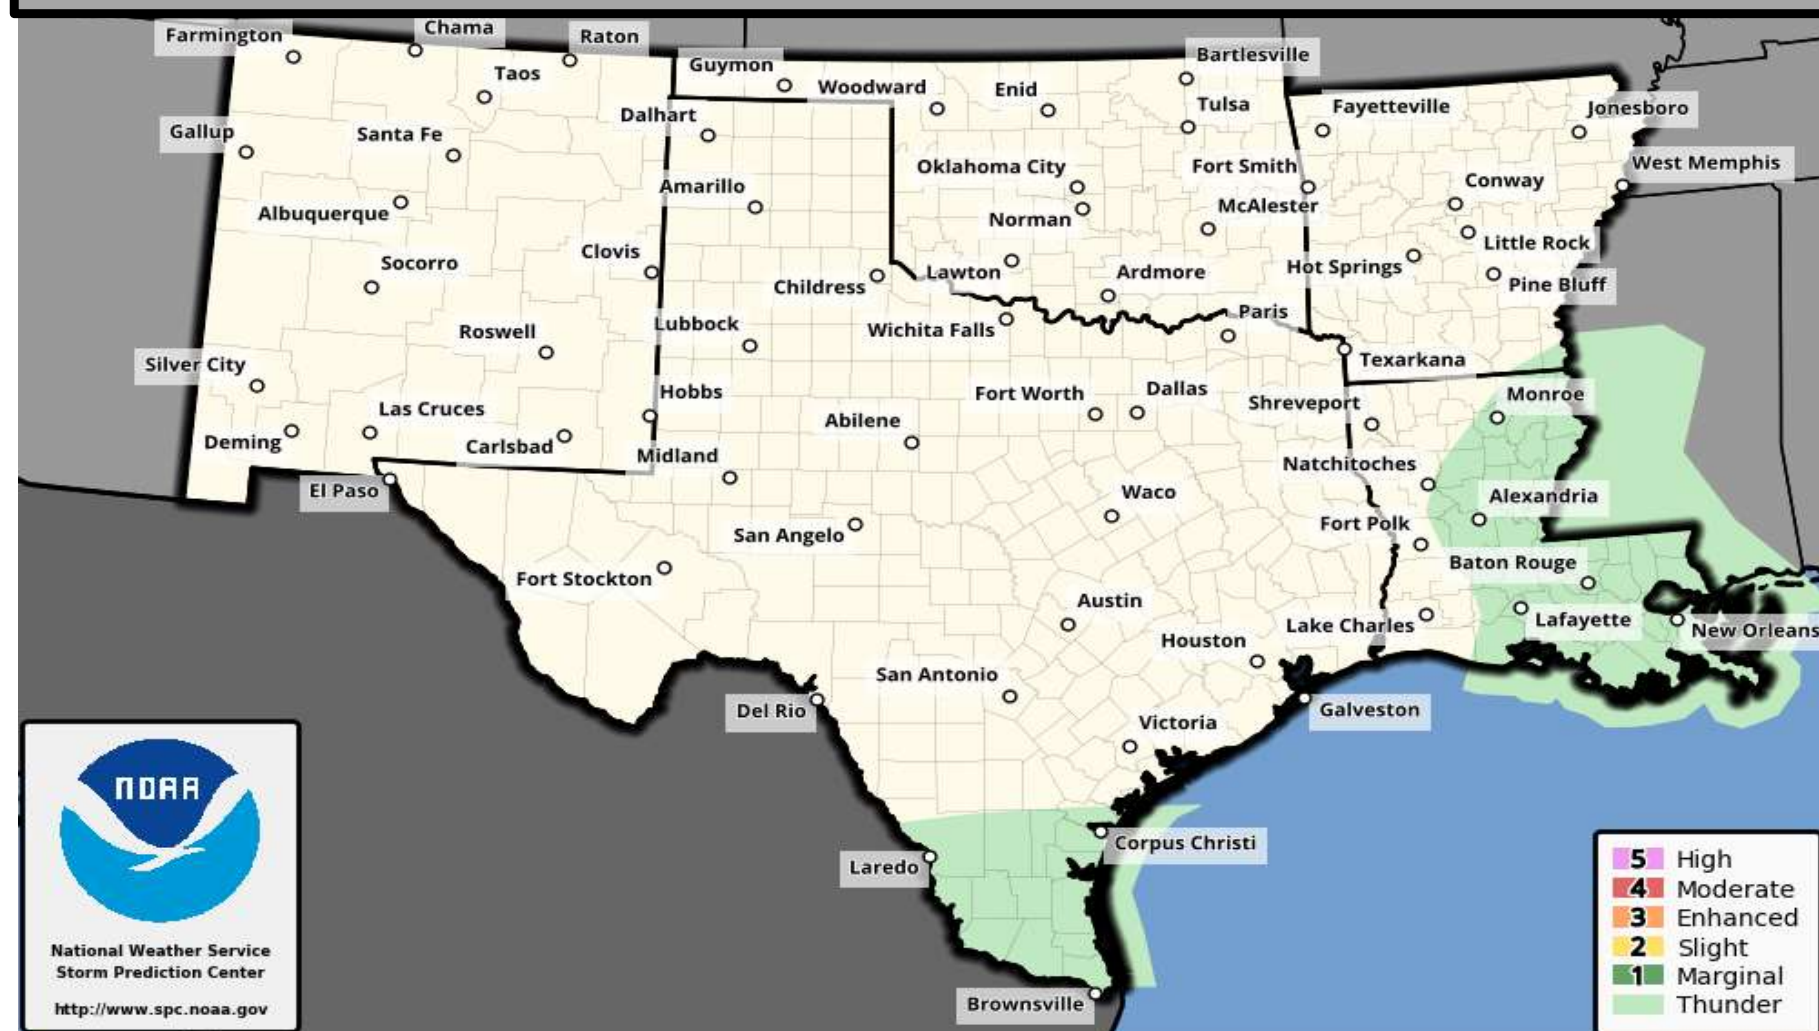 Farmington
Chama
Raton
Taos
Guymon
Woodward
Enid
Bartlesville
Tulsa
Fayetteville
Jonesboro
Gallup
Santa Fe
Dalhart
Oklahoma City
Fort Smith
Conway
West Memphis
Albuquerque
Amarillo
Norman
McAlester
Little Rock
Socorro
Clovis
Childress
Lawton
Ardmore
Hot Springs
Pine Bluff
Roswell
Lubbock
Wichita Falls
Paris
Texarkana
Silver City
Hobbs
Fort Worth
Dallas
Shreveport
Monroe
Las Cruces
Deming
Carlsbad
Midland
Abilene
Natchitoches
El Paso
San Angelo
Waco
Alexandria
Fort Polk
Fort Stockton
Baton Rouge
Austin
Houston
Lake Charles
Lafayette
New Orleans
San Antonio
Del Rio
Galveston
Victoria
Laredo
Corpus Christi
Brownsville
NOAA
National Weather Service
Storm Prediction Center
http://www.spc.noaa.gov
5 High
4 Moderate
3 Enhanced
2 Slight
1 Marginal
Thunder